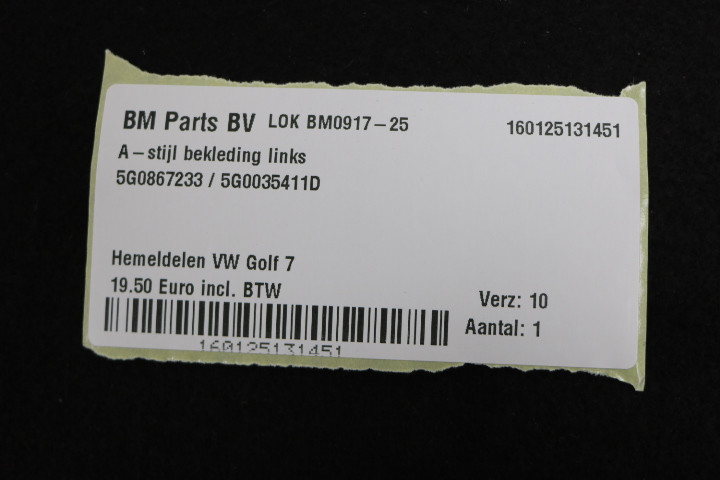 BM Parts BV LOK BM0917-25 160125131451
A-stijl bekleding links
5G0867233 / 5G0035411D
Hemeldelen VW Golf 7
19.50 Euro incl. BTW
Verz: 10
Aantal: 1
160125131451